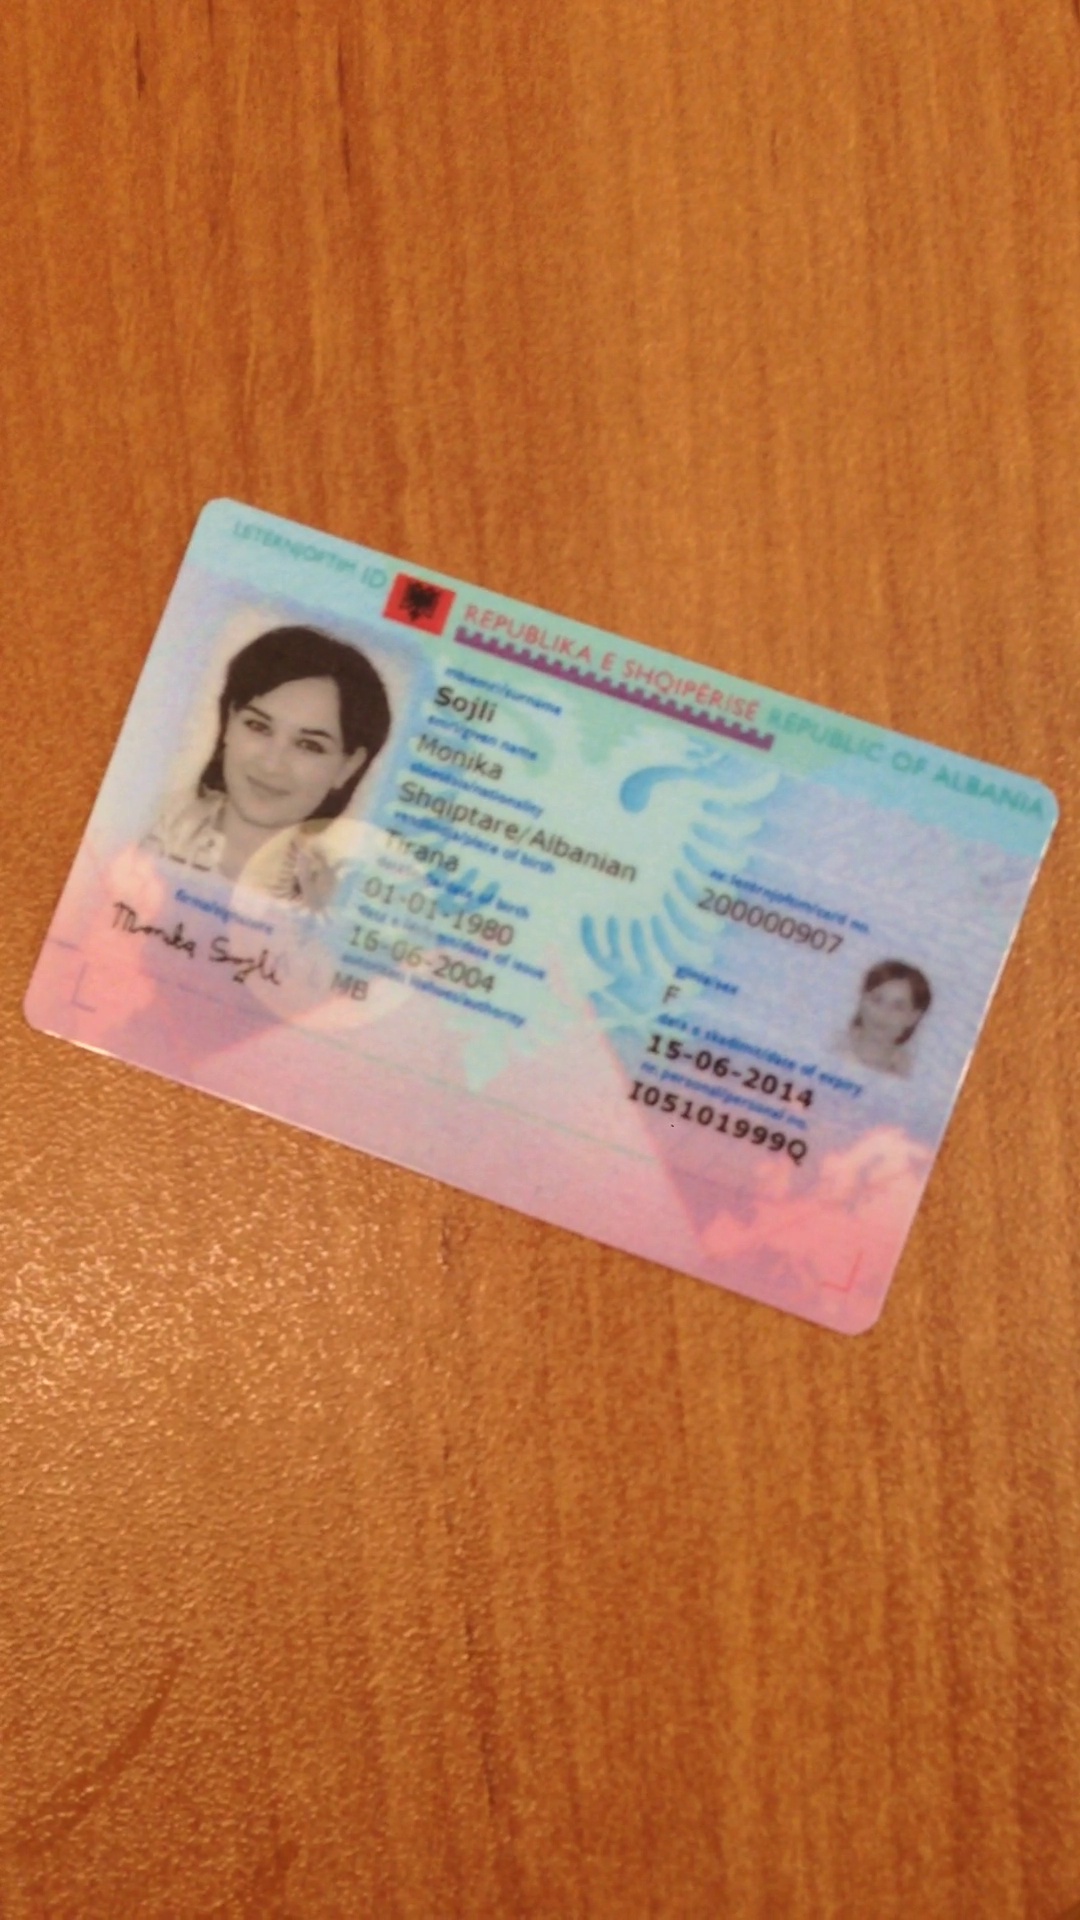 LETËRNJOFTIM ID
REPUBLIKA E SHQIPËRISË REPUBLIC OF ALBANIA
mbiemri/surname
Sojli
emri/given name
Monika
shtetësia/nationality
Shqiptare/Albanian
vendlindja/place of birth
Tirana
datëlindja/date of birth
01-01-1980
data e lëshimit/date of issue
16-06-2004
autoriteti/authority
MB
nr. letërnjoftimi/card no.
200000907
gjinia/sex
F
data e skadimit/date of expiry
15-06-2014
nr. personal/personal no.
I05101999Q
firma/signature
Monika Sojli